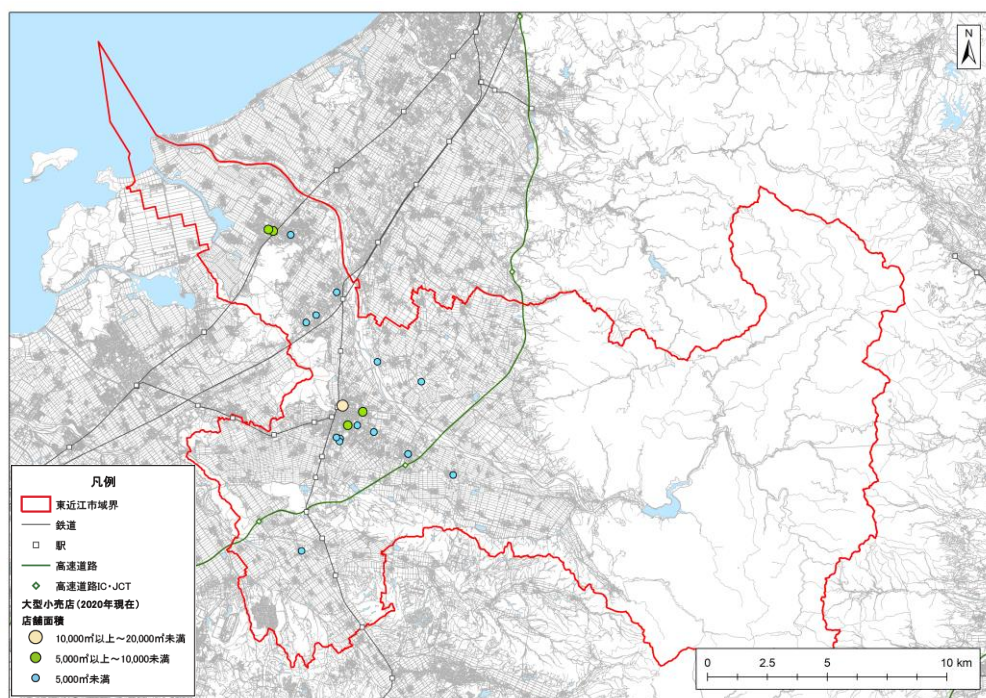 N
凡例
東近江市域界
鉄道
駅
高速道路
高速道路IC・JCT
大型小売店(2020年現在)
店舗面積
10,000㎡以上～20,000㎡未満
5,000㎡以上～10,000未満
5,000㎡未満
0 2.5 5 10 km